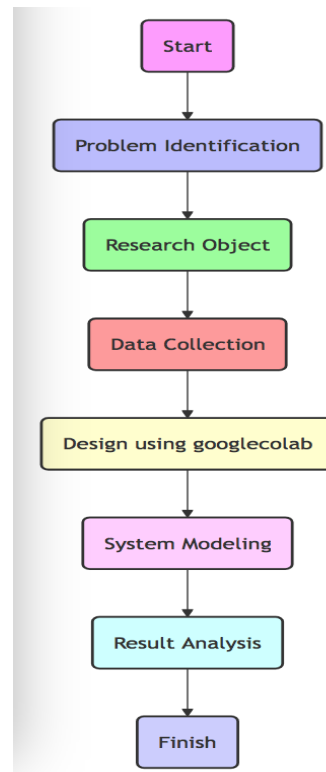 Start
Problem Identification
Research Object
Data Collection
Design using googlecolab
System Modeling
Result Analysis
Finish